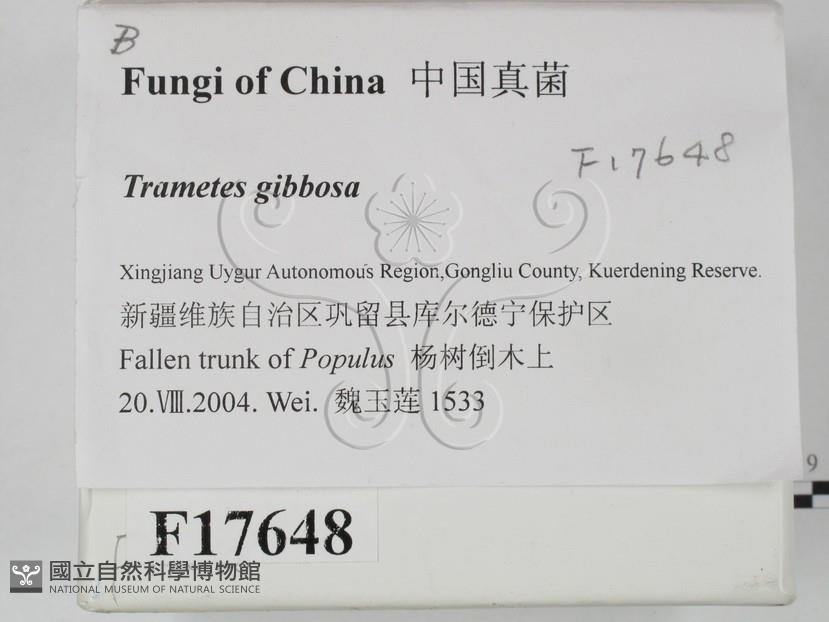 B
Fungi of China 中国真菌
F17648
Trametes gibbosa
Xingjiang Uygur Autonomous Region,Gongliu County, Kuerdening Reserve.
新疆维族自治区巩留县库尔德宁保护区
Fallen trunk of Populus 杨树倒木上
20.Ⅷ.2004. Wei. 魏玉莲 1533
9
F17648
國立自然科學博物館
NATIONAL MUSEUM OF NATURAL SCIENCE